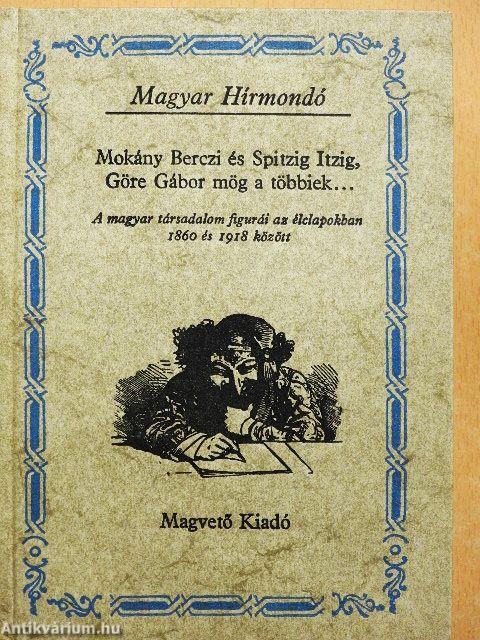 Magyar Hírmondó
Mokány Berczi és Spitzig Itzig,
Göre Gábor mög a többiek...
A magyar társadalom figurái az élclapokban
1860 és 1918 között
Magvető Kiadó
Antikvárium.hu